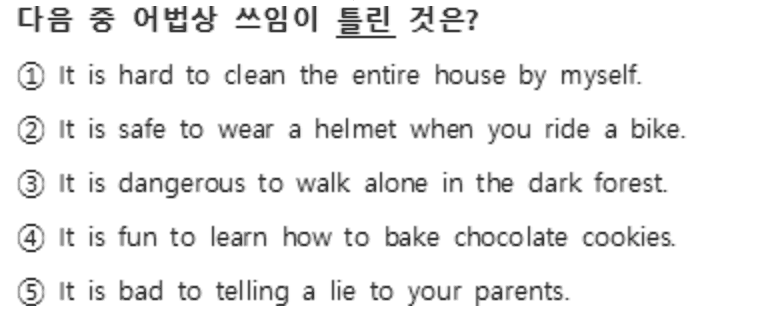 다음 중 어법상 쓰임이 틀린 것은?
① It is hard to clean the entire house by myself.
② It is safe to wear a helmet when you ride a bike.
③ It is dangerous to walk alone in the dark forest.
④ It is fun to learn how to bake chocolate cookies.
⑤ It is bad to telling a lie to your parents.